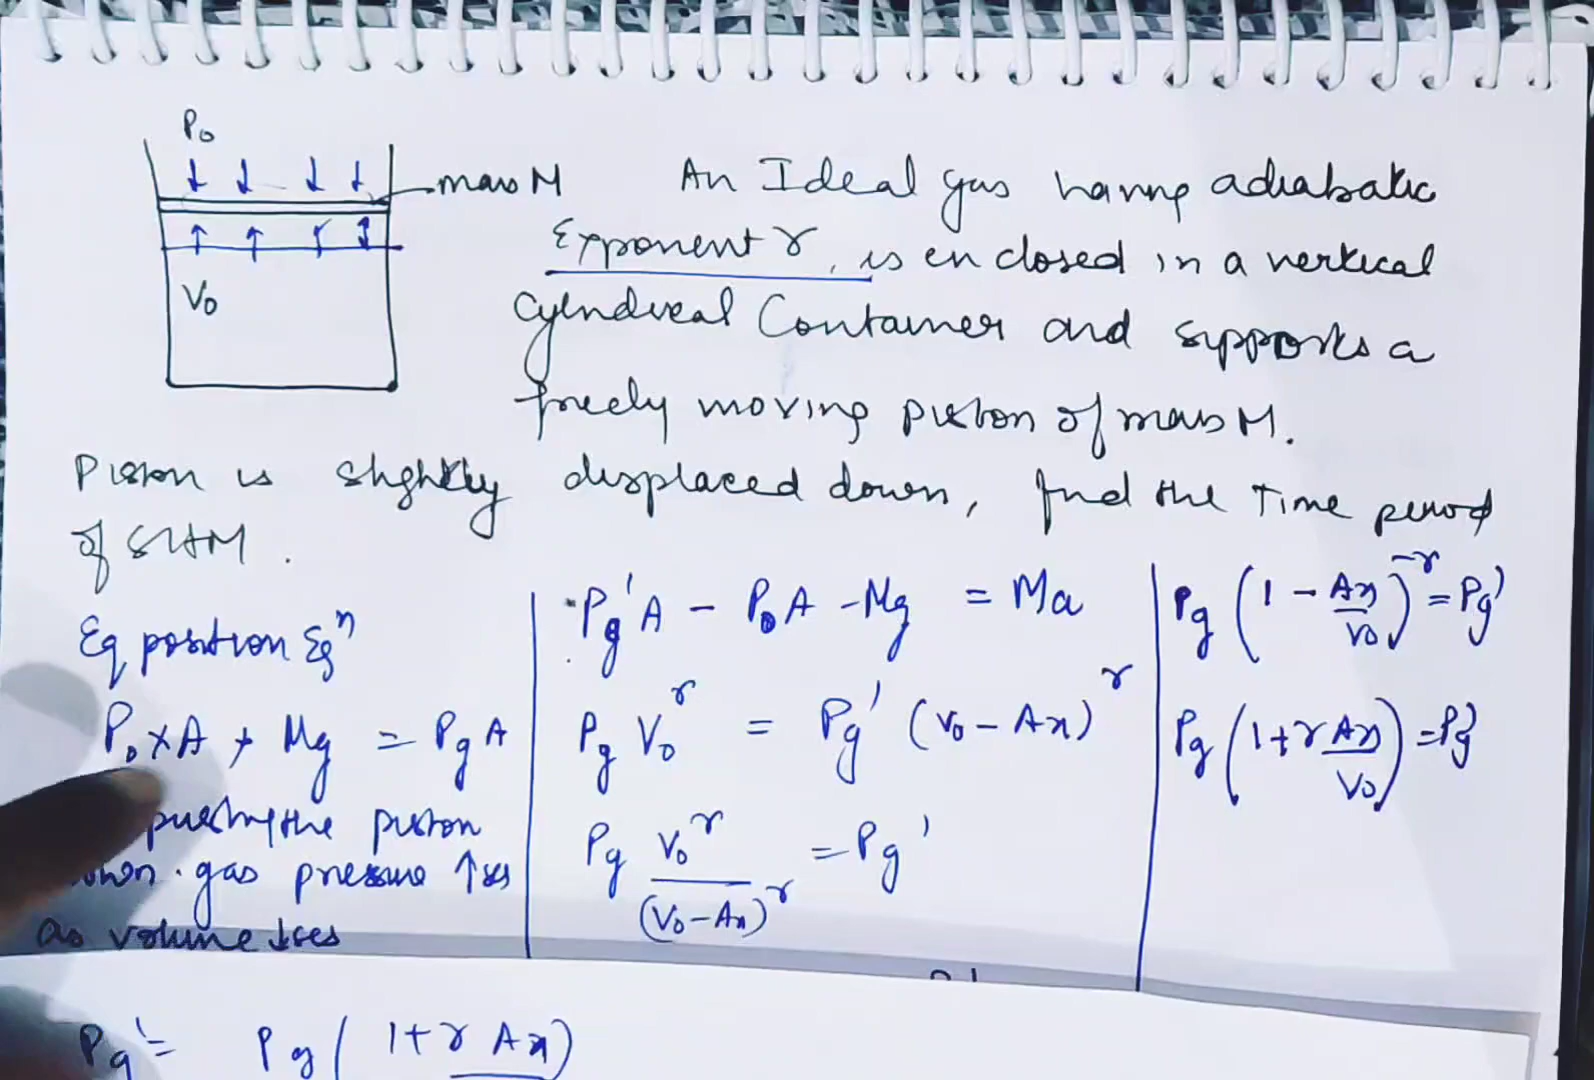 P₀
mass M
V₀
An Ideal gas having adiabatic
Exponent γ, is enclosed in a vertical
Cylindrical Container and supports a
freely moving piston of mass M.
Piston is slightly displaced down, find the Time period
of SHM.
Eq position Eqⁿ
P₀ × A + Mg = Pg A
pushing the piston
down. gas pressure ↑ses
as volume ↓ses
Pg' A - P₀ A - Mg = Ma
Pg V₀^γ = Pg' (V₀ - Ax)^γ
Pg V₀^γ / (V₀ - Ax)^γ = Pg'
Pg (1 - Ax/V₀)^-γ = Pg'
Pg (1 + γ Ax/V₀) = Pg'
Pg' = Pg ( 1 + γ Ax )